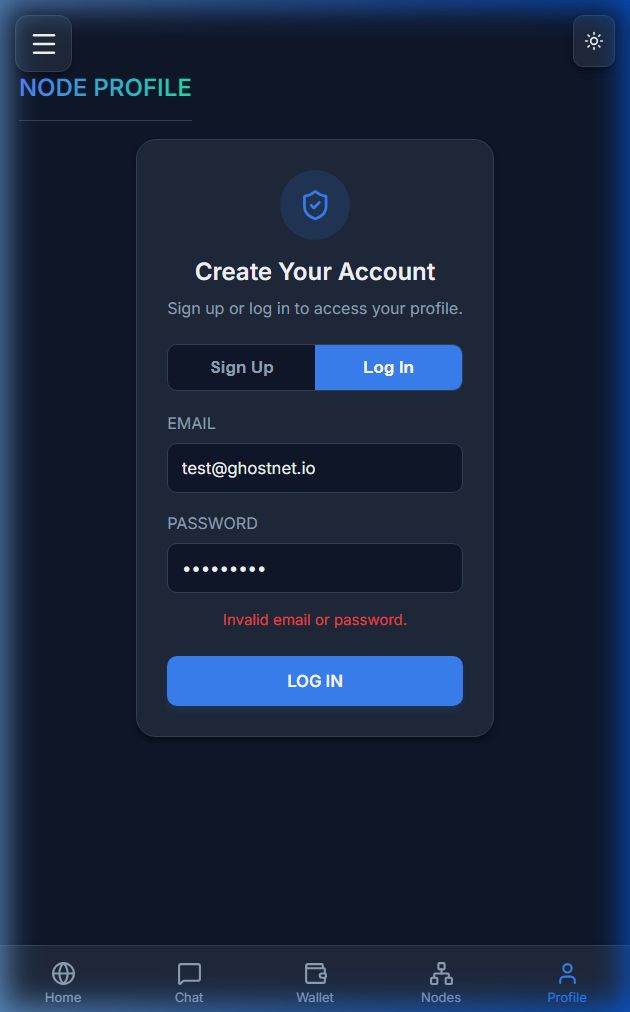 NODE PROFILE
Create Your Account
Sign up or log in to access your profile.
Sign Up Log In
EMAIL
test@ghostnet.io
PASSWORD
•••••••••
Invalid email or password.
LOG IN
Home Chat Wallet Nodes Profile